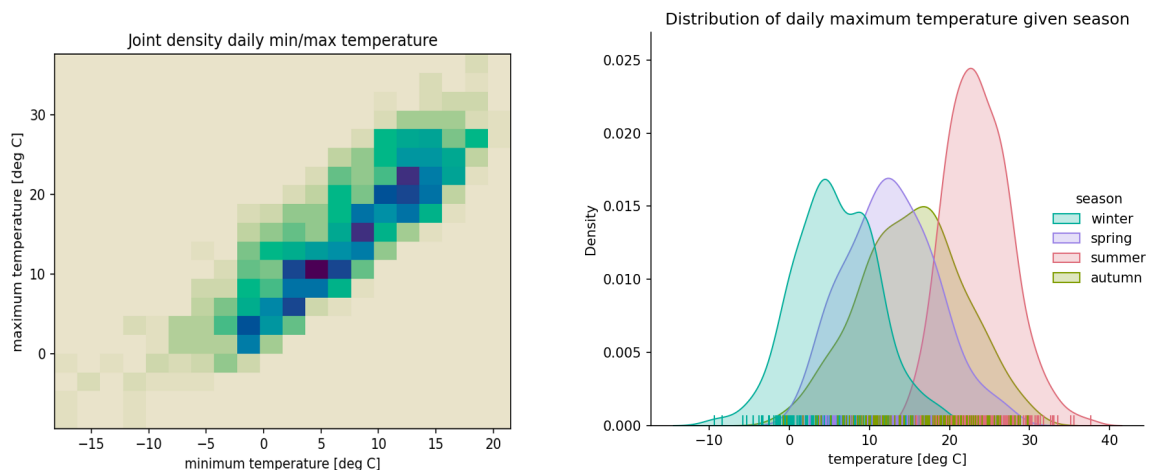 Joint density daily min/max temperature
maximum temperature [deg C]
30
20
10
0
−15
−10
−5
0
5
10
15
20
minimum temperature [deg C]
Distribution of daily maximum temperature given season
Density
0.025
0.020
0.015
0.010
0.005
0.000
−10
0
10
20
30
40
temperature [deg C]
season
winter
spring
summer
autumn